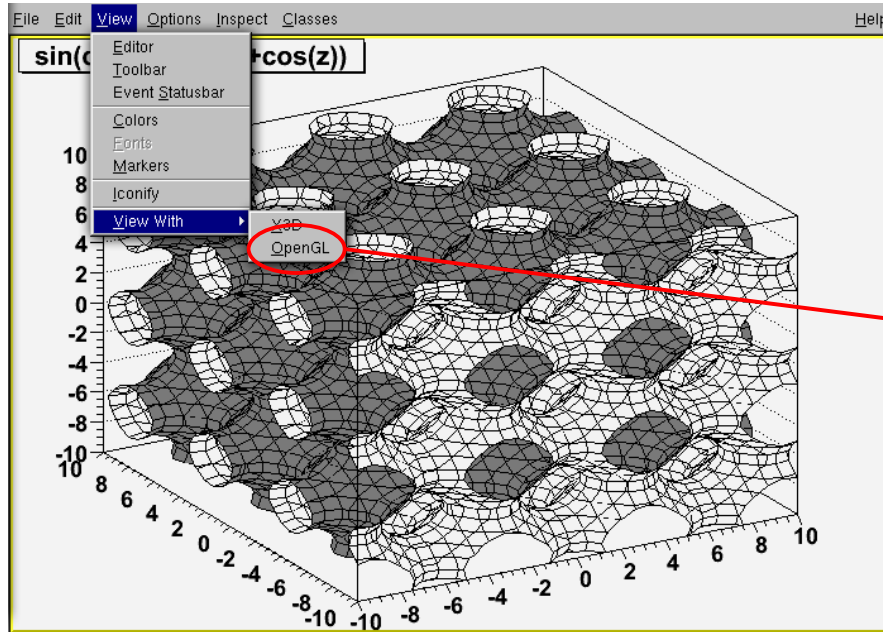 File Edit View Options Inspect Classes Help
sin(c +cos(z))
Editor
Toolbar
Event Statusbar
Colors
Fonts
Markers
Iconify
View With
X3D
OpenGL
10
8
6
4
2
0
-2
-4
-6
-8
-10
10
8
6
4
2
0
-2
-4
-6
-8
-10
-10
-8
-6
-4
-2
0
2
4
6
8
10